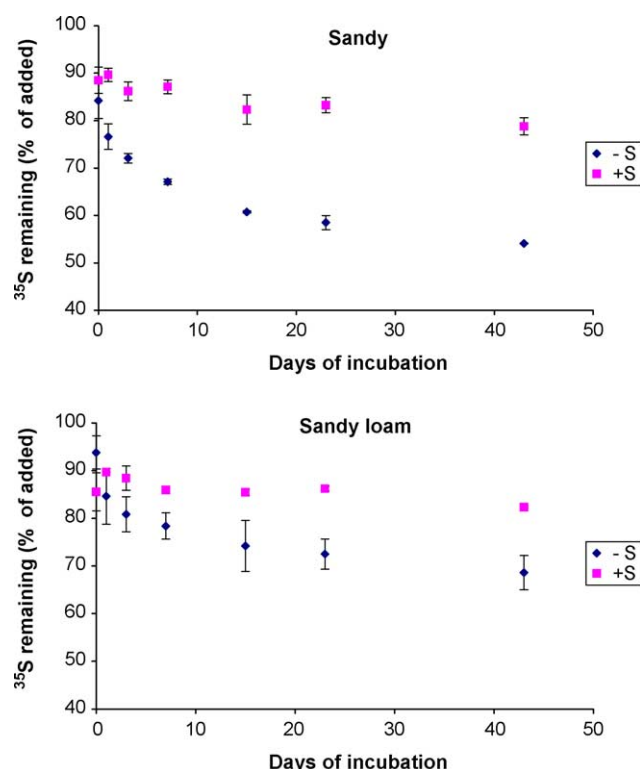 Sandy
100
90
80
70
60
50
40
0
10
20
30
40
50
³⁵S remaining (% of added)
Days of incubation
- S
+S
Sandy loam
100
90
80
70
60
50
40
0
10
20
30
40
50
³⁵S remaining (% of added)
Days of incubation
- S
+S